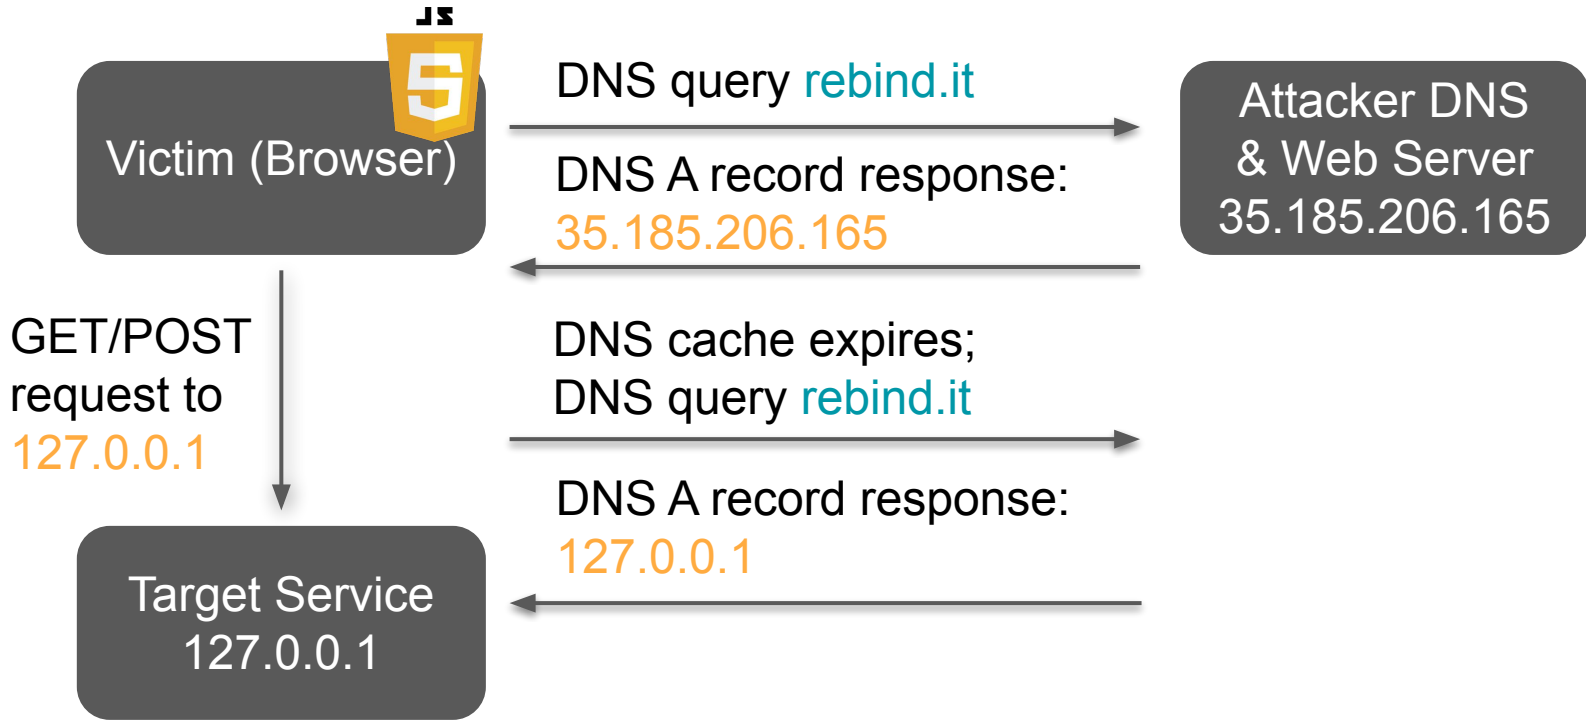 JS
5
Victim (Browser)
DNS query rebind.it
DNS A record response:
35.185.206.165
Attacker DNS
& Web Server
35.185.206.165
GET/POST
request to
127.0.0.1
DNS cache expires;
DNS query rebind.it
DNS A record response:
127.0.0.1
Target Service
127.0.0.1